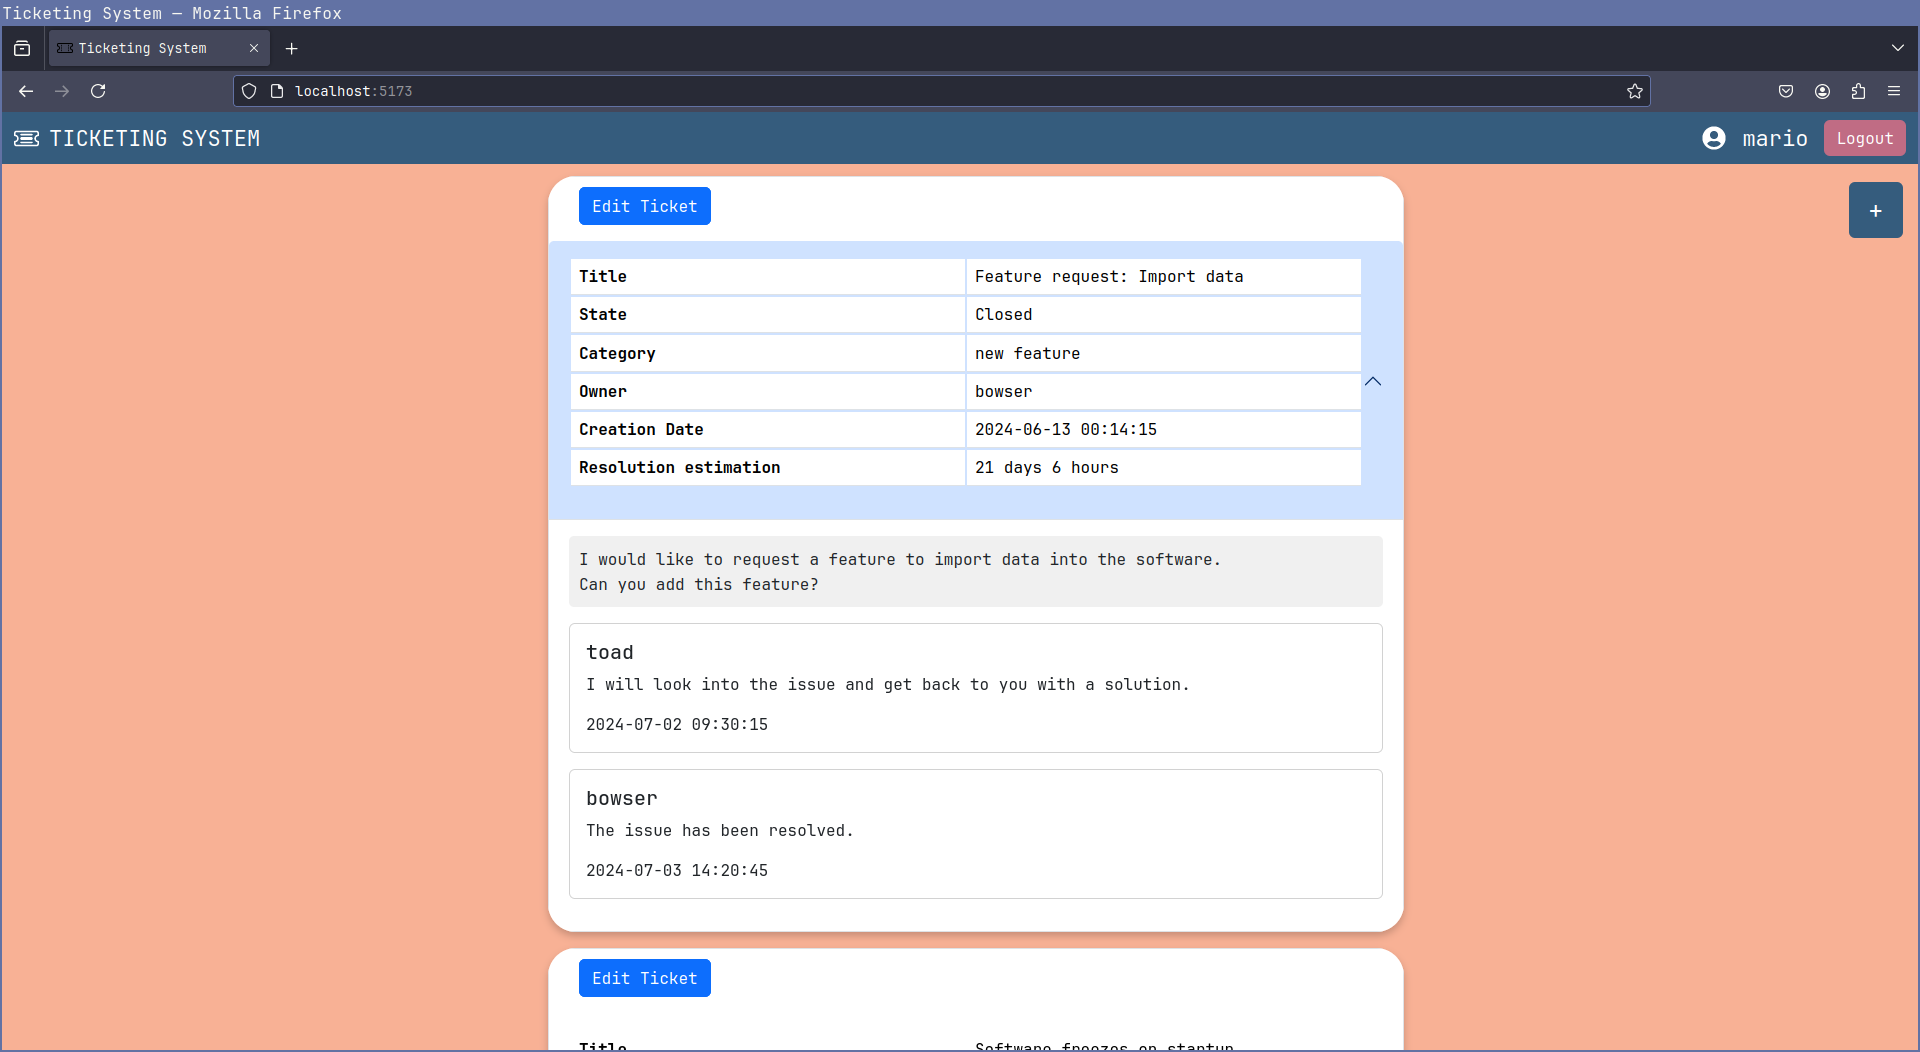 Ticketing System — Mozilla Firefox
Ticketing System
localhost:5173
TICKETING SYSTEM
mario
Logout
Edit Ticket
+
Title Feature request: Import data
State Closed
Category new feature
Owner bowser
Creation Date 2024-06-13 00:14:15
Resolution estimation 21 days 6 hours
I would like to request a feature to import data into the software.
Can you add this feature?
toad
I will look into the issue and get back to you with a solution.
2024-07-02 09:30:15
bowser
The issue has been resolved.
2024-07-03 14:20:45
Edit Ticket
Title Software freezes on startup